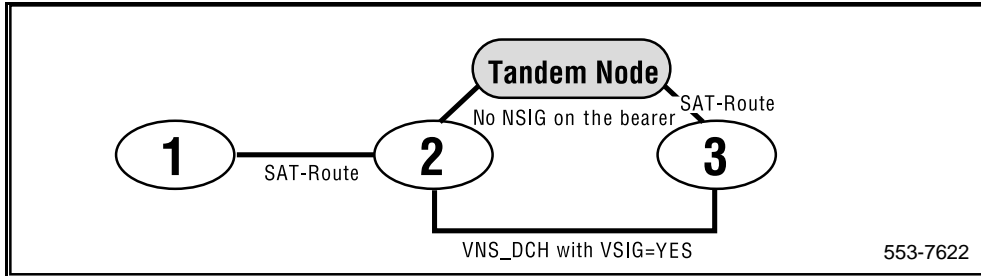 Tandem Node
No NSIG on the bearer
SAT-Route
1
SAT-Route
2
3
VNS_DCH with VSIG=YES
553-7622